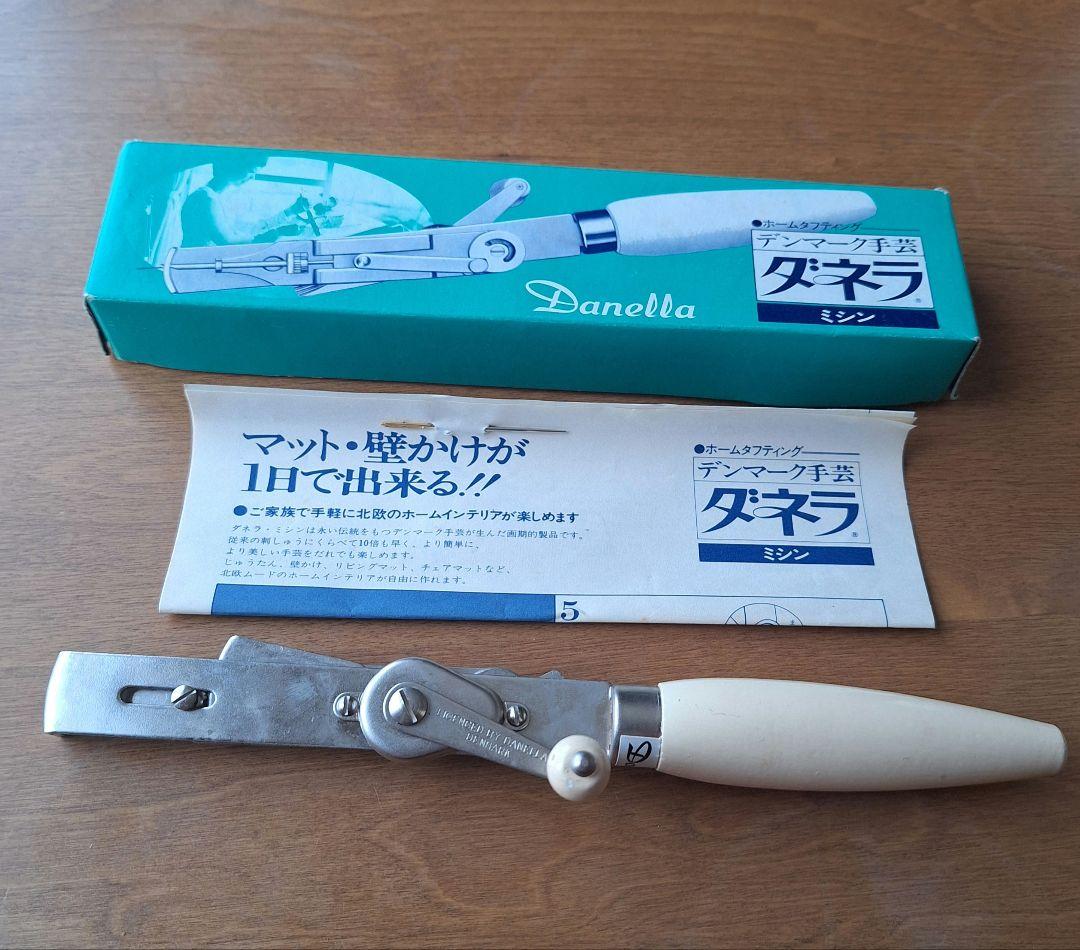 ●ホームタフティング
デンマーク手芸
ダネラ®
ミシン
Danella
マット・壁かけが
1日で出来る!!
●ご家族で手軽に北欧のホームインテリアが楽しめます
ダネラ・ミシンは永い伝統をもつデンマーク手芸が生んだ画期的製品です。
従来の刺しゅうにくらべて10倍も早く、より簡単に、
より美しい手芸をだれでも楽しめます。
じゅうたん、壁かけ、リビングマット、チェアマットなど、
北欧ムードのホームインテリアが自由に作れます。
●ホームタフティング
デンマーク手芸
ダネラ®
ミシン
5
LICENSED BY DANELLA
DENMARK